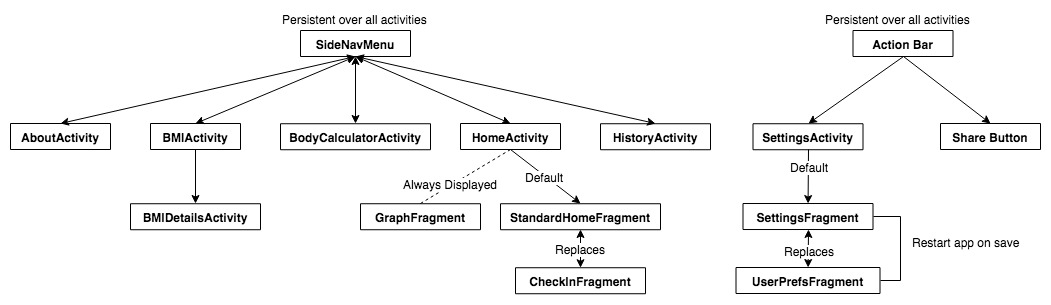 Persistent over all activities
Persistent over all activities
SideNavMenu
Action Bar
AboutActivity
BMIActivity
BodyCalculatorActivity
HomeActivity
HistoryActivity
SettingsActivity
Share Button
Default
Always Displayed
Default
BMIDetailsActivity
GraphFragment
StandardHomeFragment
SettingsFragment
Restart app on save
Replaces
Replaces
CheckInFragment
UserPrefsFragment